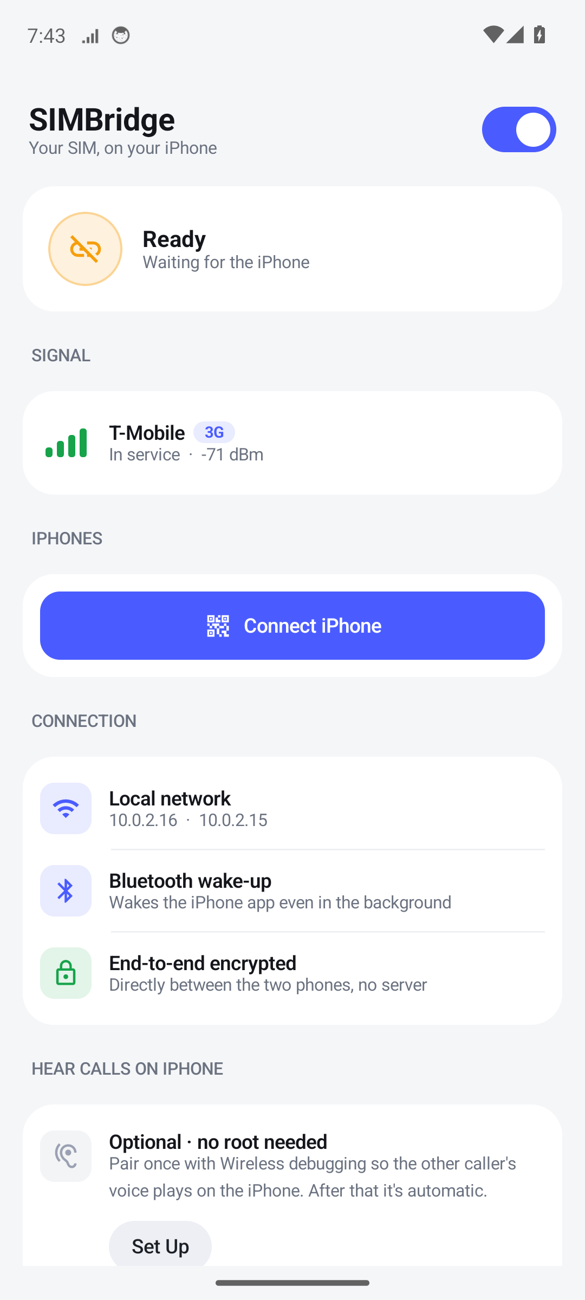 7:43
SIMBridge
Your SIM, on your iPhone
Ready
Waiting for the iPhone
SIGNAL
T-Mobile 3G
In service · -71 dBm
IPHONES
Connect iPhone
CONNECTION
Local network
10.0.2.16 · 10.0.2.15
Bluetooth wake-up
Wakes the iPhone app even in the background
End-to-end encrypted
Directly between the two phones, no server
HEAR CALLS ON IPHONE
Optional · no root needed
Pair once with Wireless debugging so the other caller's
voice plays on the iPhone. After that it's automatic.
Set Up